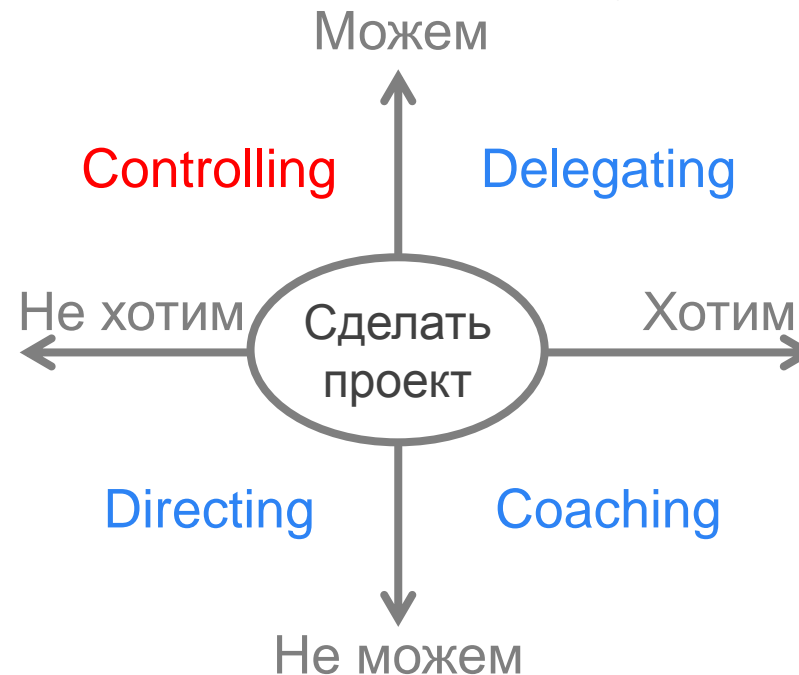 Можем
Controlling
Delegating
Не хотим
Хотим
Сделать
проект
Directing
Coaching
Не можем